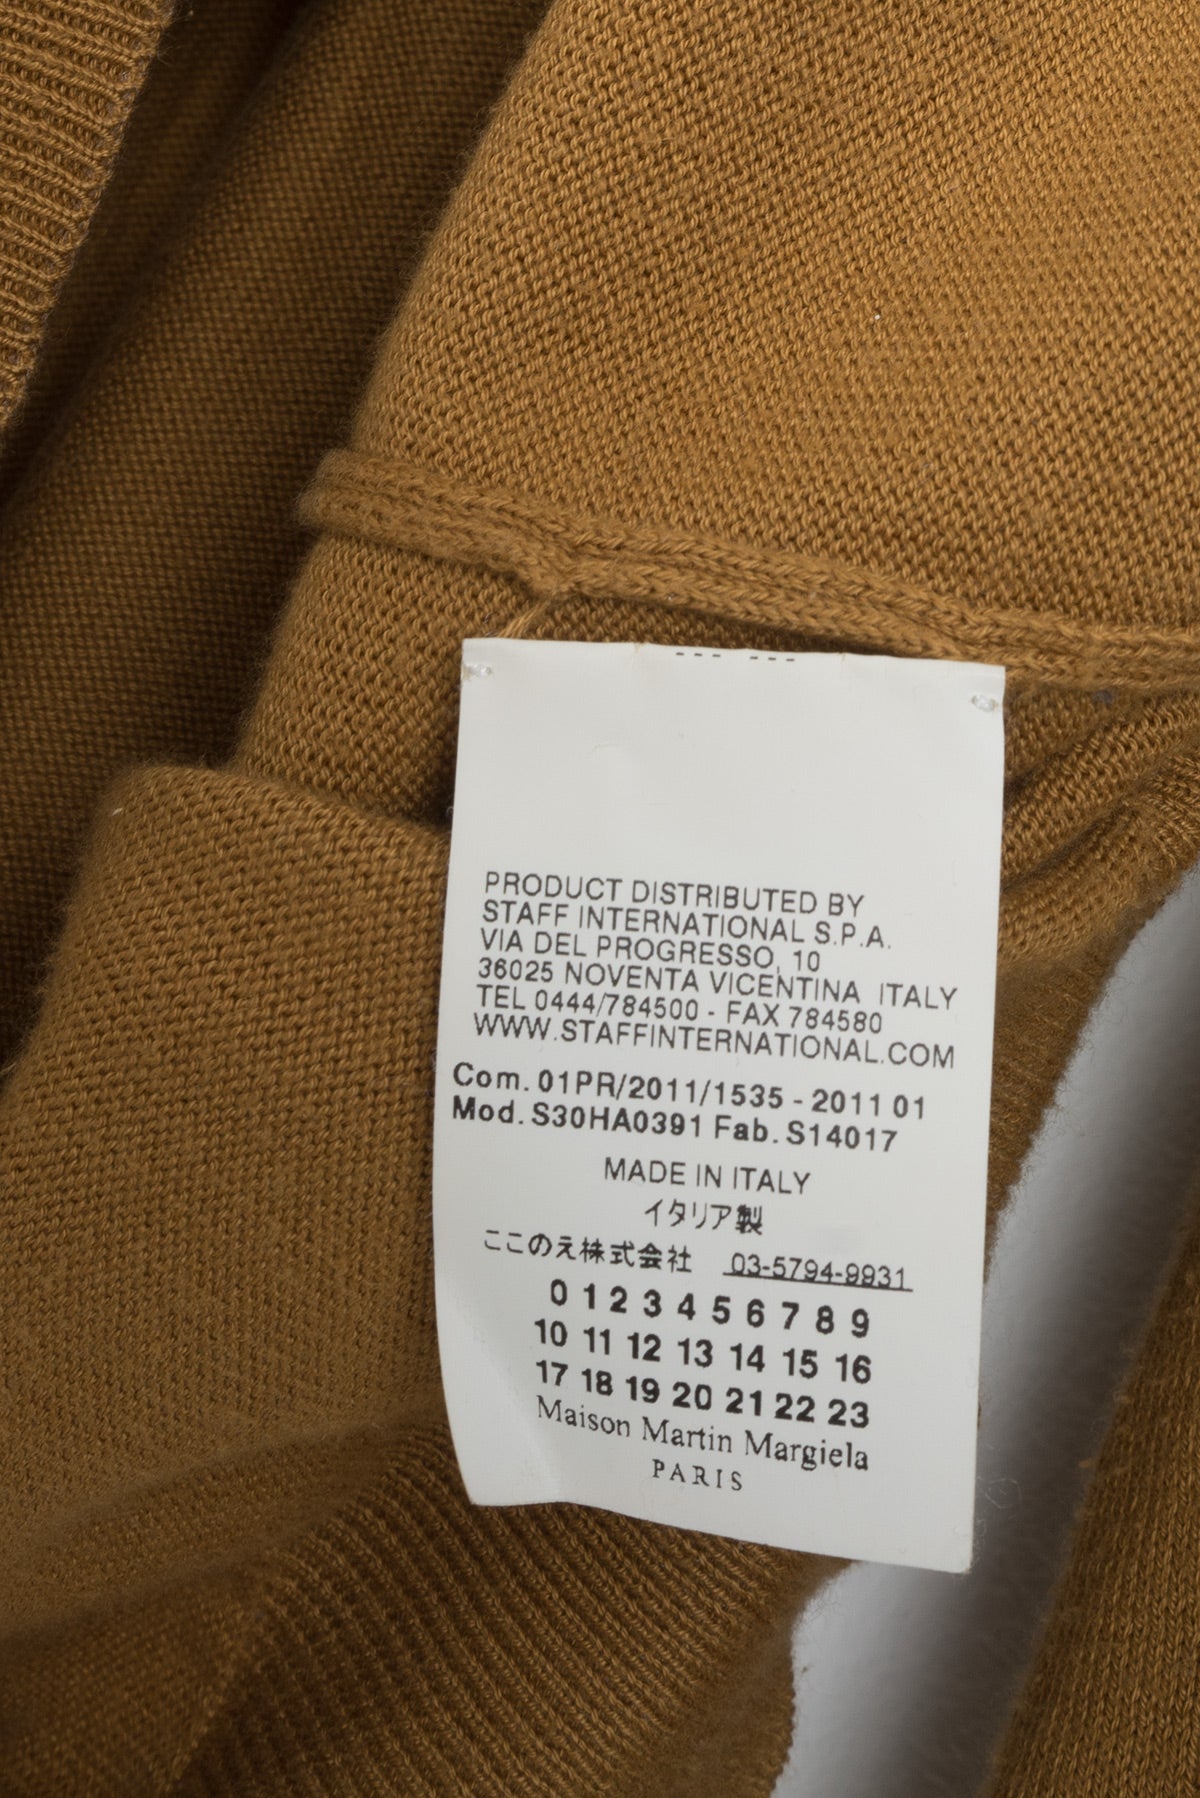 PRODUCT DISTRIBUTED BY
STAFF INTERNATIONAL S.P.A.
VIA DEL PROGRESSO, 10
36025 NOVENTA VICENTINA ITALY
TEL 0444/784500 - FAX 784580
WWW.STAFFINTERNATIONAL.COM
Com. 01PR/2011/1535 - 2011 01
Mod. S30HA0391 Fab. S14017
MADE IN ITALY
イタリア製
ここのえ株式会社 03-5794-9931
0 1 2 3 4 5 6 7 8 9
10 11 12 13 14 15 16
17 18 19 20 21 22 23
Maison Martin Margiela
PARIS